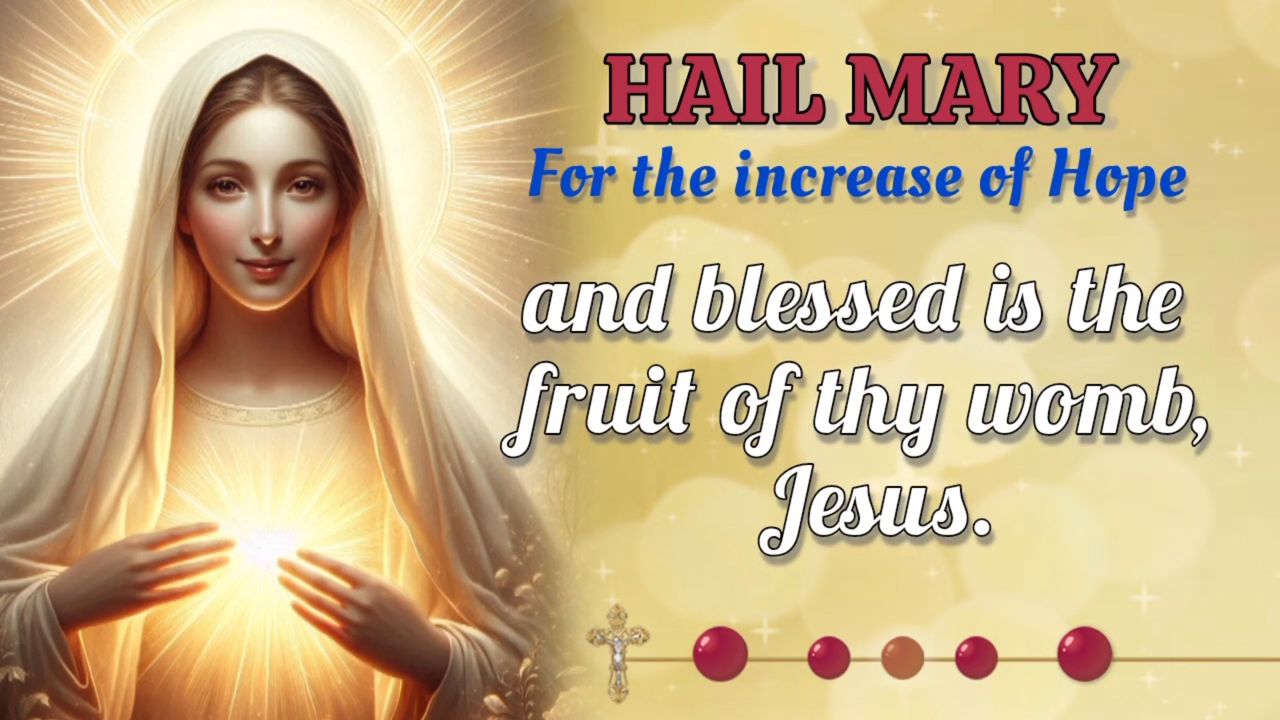 HAIL MARY
For the increase of Hope
and blessed is the
fruit of thy womb,
Jesus.